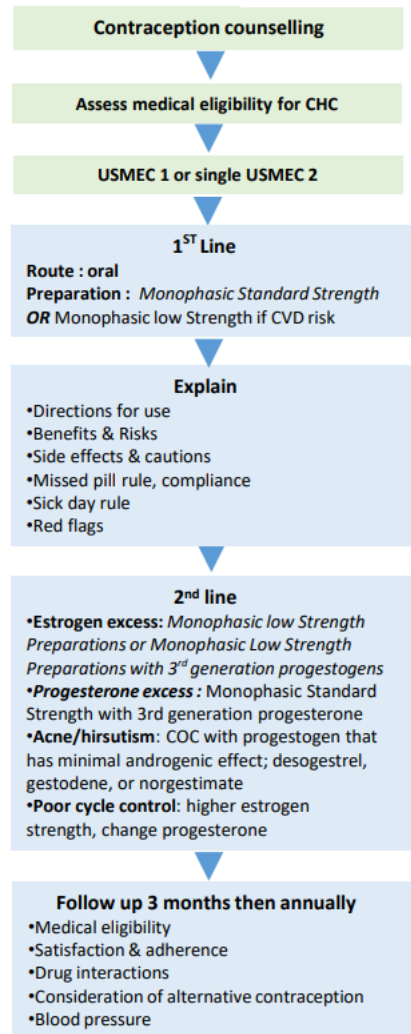 Contraception counselling
Assess medical eligibility for CHC
USMEC 1 or single USMEC 2
1ST Line
Route : oral
Preparation : Monophasic Standard Strength
OR Monophasic low Strength if CVD risk
Explain
•Directions for use
•Benefits & Risks
•Side effects & cautions
•Missed pill rule, compliance
•Sick day rule
•Red flags
2nd line
•Estrogen excess: Monophasic low Strength
Preparations or Monophasic Low Strength
Preparations with 3rd generation progestogens
•Progesterone excess : Monophasic Standard
Strength with 3rd generation progesterone
•Acne/hirsutism: COC with progestogen that
has minimal androgenic effect; desogestrel,
gestodene, or norgestimate
•Poor cycle control: higher estrogen
strength, change progesterone
Follow up 3 months then annually
•Medical eligibility
•Satisfaction & adherence
•Drug interactions
•Consideration of alternative contraception
•Blood pressure